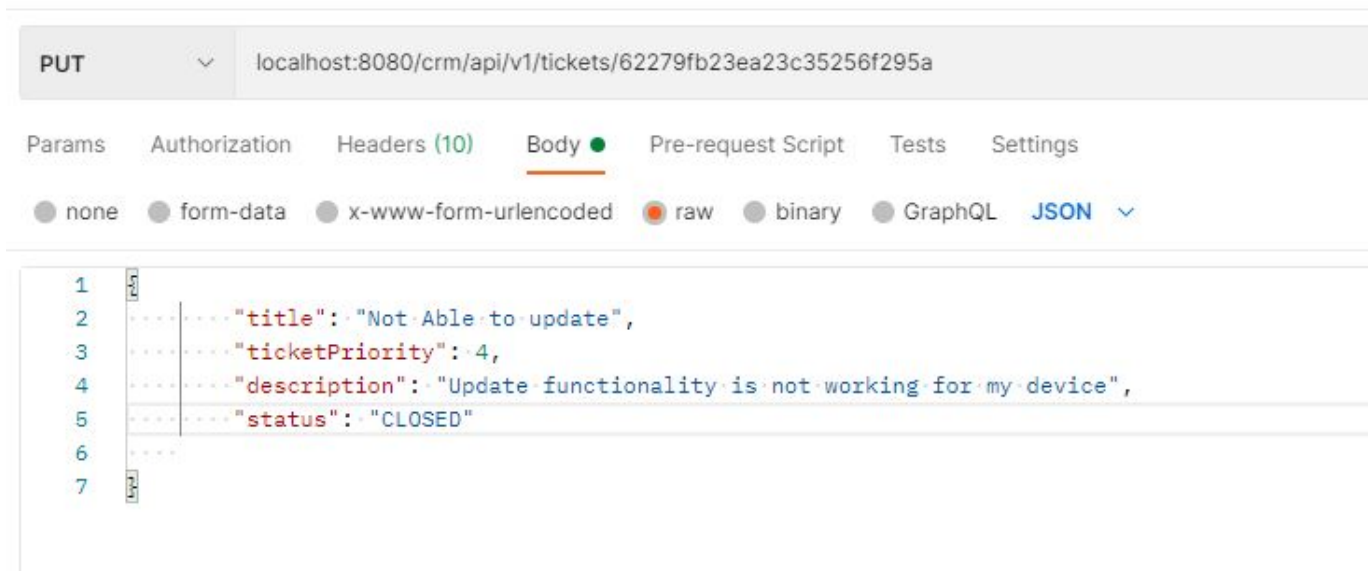 PUT localhost:8080/crm/api/v1/tickets/62279fb23ea23c35256f295a
Params Authorization Headers (10) Body Pre-request Script Tests Settings
none form-data x-www-form-urlencoded raw binary GraphQL JSON
1 {
2 "title": "Not Able to update",
3 "ticketPriority": 4,
4 "description": "Update functionality is not working for my device",
5 "status": "CLOSED"
6
7 }